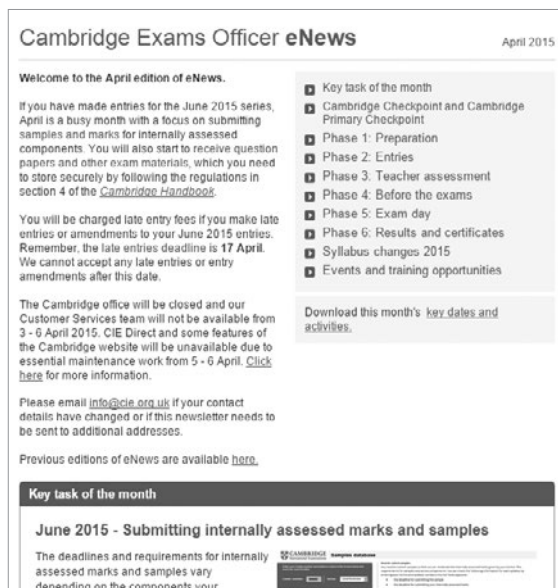 Cambridge Exams Officer eNews
April 2015
Welcome to the April edition of eNews.
If you have made entries for the June 2015 series,
April is a busy month with a focus on submitting
samples and marks for internally assessed
components. You will also start to receive question
papers and other exam materials, which you need
to store securely by following the regulations in
section 4 of the Cambridge Handbook.
You will be charged late entry fees if you make late
entries or amendments to your June 2015 entries.
Remember, the late entries deadline is 17 April.
We cannot accept any late entries or entry
amendments after this date.
The Cambridge office will be closed and our
Customer Services team will not be available from
3 - 6 April 2015. CIE Direct and some features of
the Cambridge website will be unavailable due to
essential maintenance work from 5 - 6 April. Click
here for more information.
Please email info@cie.org.uk if your contact
details have changed or if this newsletter needs to
be sent to additional addresses.
Previous editions of eNews are available here.
Key task of the month
Cambridge Checkpoint and Cambridge
Primary Checkpoint
Phase 1: Preparation
Phase 2: Entries
Phase 3. Teacher assessment
Phase 4: Before the exams
Phase 5: Exam day
Phase 6: Results and certificates
Syllabus changes 2015
Events and training opportunities
Download this month's key dates and
activities.
Key task of the month
June 2015 - Submitting internally assessed marks and samples
The deadlines and requirements for internally
assessed marks and samples vary
depending on the components your
CAMBRIDGE
Samples database